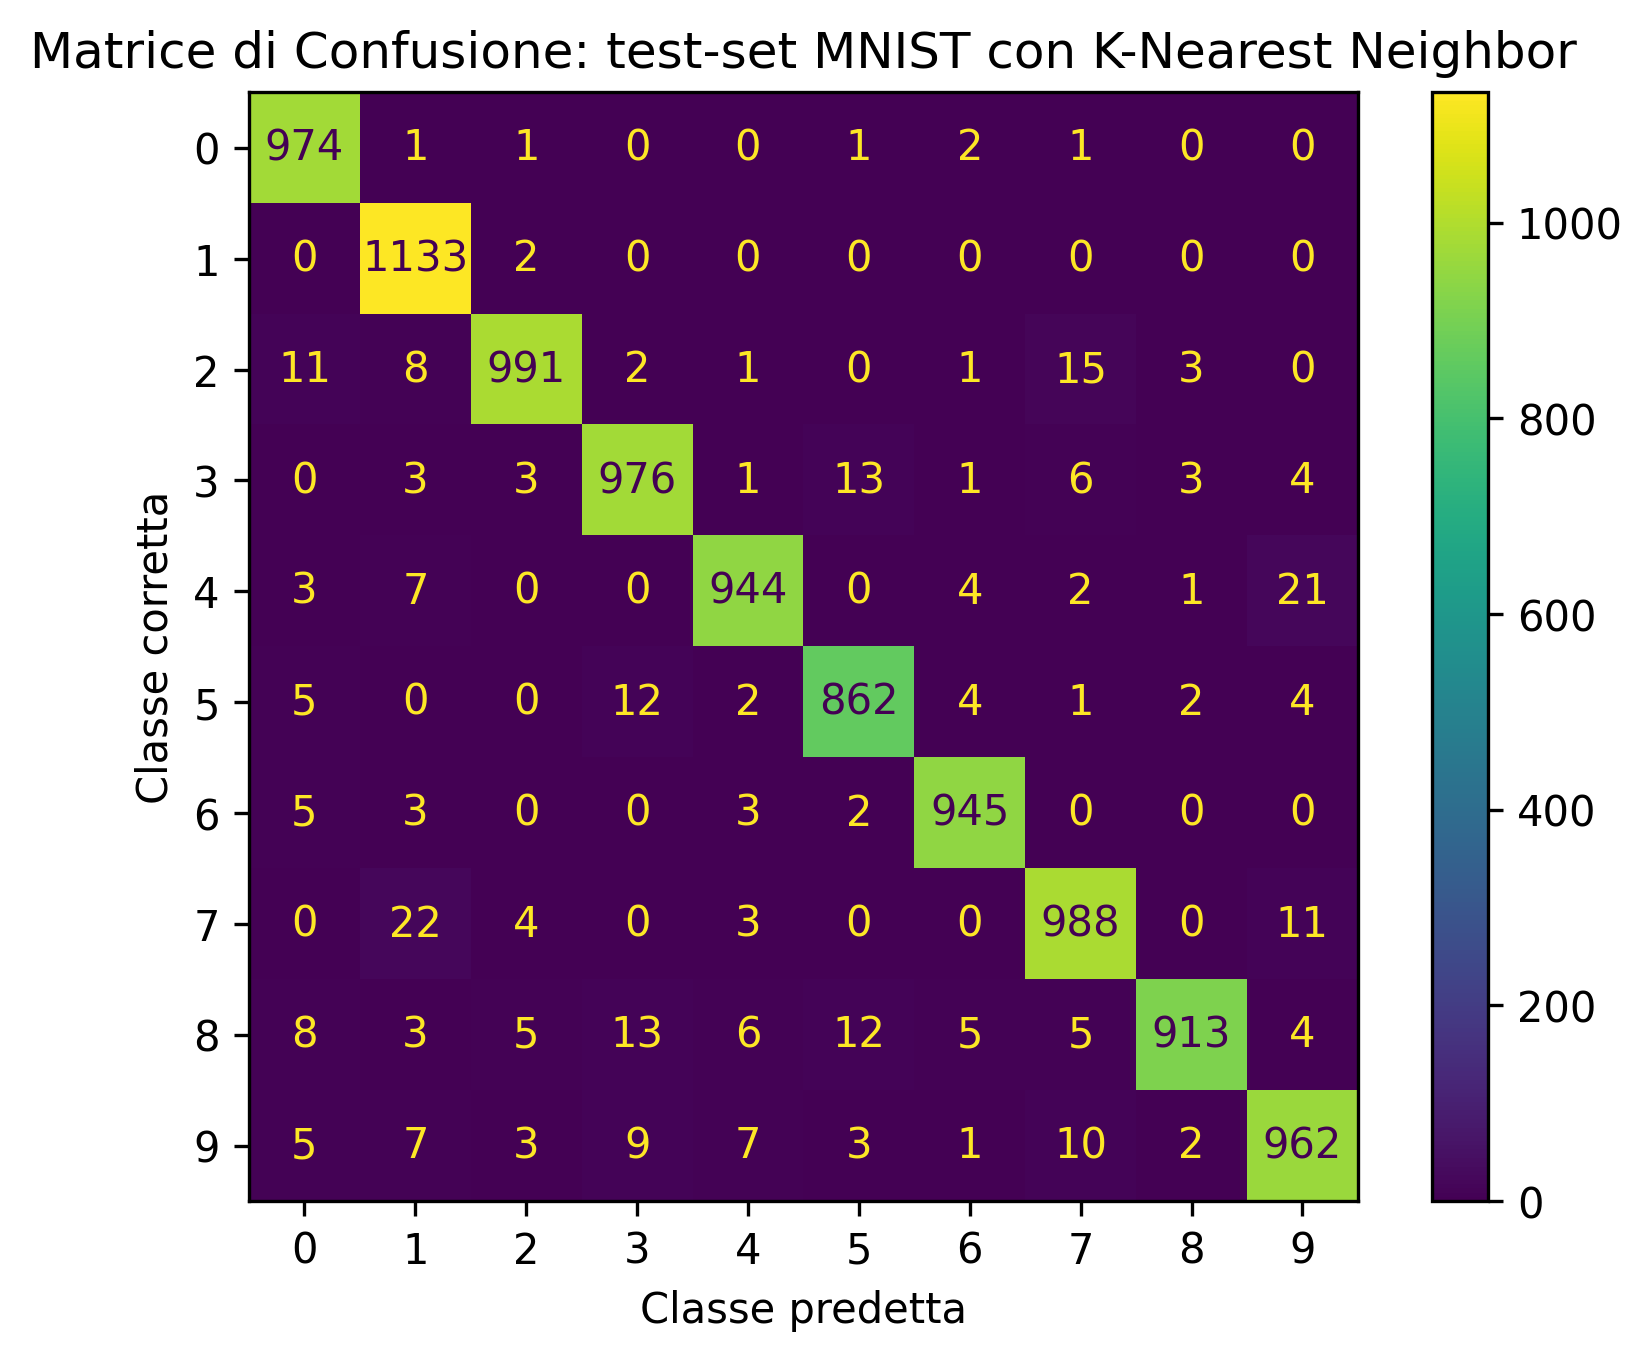 Matrice di Confusione: test-set MNIST con K-Nearest Neighbor
0 974 1 1 0 0 1 2 1 0 0
1 0 1133 2 0 0 0 0 0 0 0
2 11 8 991 2 1 0 1 15 3 0
3 0 3 3 976 1 13 1 6 3 4
4 3 7 0 0 944 0 4 2 1 21
5 5 0 0 12 2 862 4 1 2 4
6 5 3 0 0 3 2 945 0 0 0
7 0 22 4 0 3 0 0 988 0 11
8 8 3 5 13 6 12 5 5 913 4
9 5 7 3 9 7 3 1 10 2 962
0 1 2 3 4 5 6 7 8 9
Classe predetta
Classe corretta
1000
800
600
400
200
0